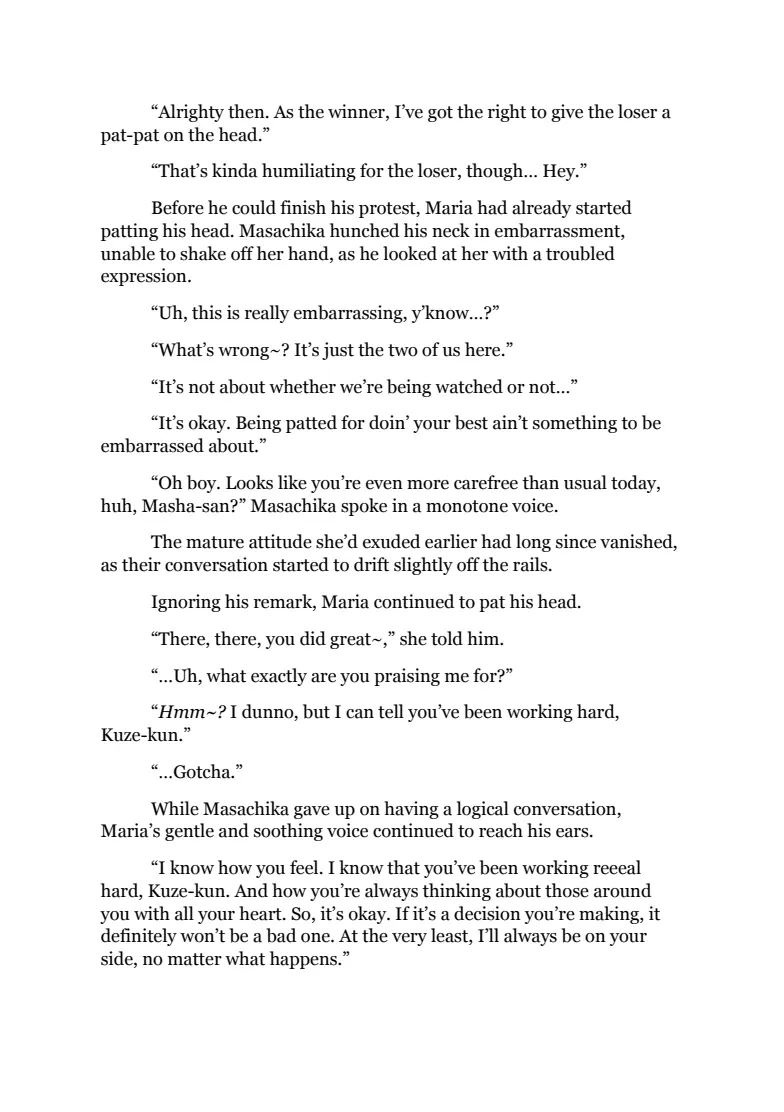 “Alrighty then. As the winner, I’ve got the right to give the loser a
pat-pat on the head.”
“That’s kinda humiliating for the loser, though… Hey.”
Before he could finish his protest, Maria had already started
patting his head. Masachika hunched his neck in embarrassment,
unable to shake off her hand, as he looked at her with a troubled
expression.
“Uh, this is really embarrassing, y’know…?”
“What’s wrong~? It’s just the two of us here.”
“It’s not about whether we’re being watched or not…”
“It’s okay. Being patted for doin’ your best ain’t something to be
embarrassed about.”
“Oh boy. Looks like you’re even more carefree than usual today,
huh, Masha-san?” Masachika spoke in a monotone voice.
The mature attitude she’d exuded earlier had long since vanished,
as their conversation started to drift slightly off the rails.
Ignoring his remark, Maria continued to pat his head.
“There, there, you did great~,” she told him.
“…Uh, what exactly are you praising me for?”
“Hmm~? I dunno, but I can tell you’ve been working hard,
Kuze-kun.”
“…Gotcha.”
While Masachika gave up on having a logical conversation,
Maria’s gentle and soothing voice continued to reach his ears.
“I know how you feel. I know that you’ve been working reeeal
hard, Kuze-kun. And how you’re always thinking about those around
you with all your heart. So, it’s okay. If it’s a decision you’re making, it
definitely won’t be a bad one. At the very least, I’ll always be on your
side, no matter what happens.”